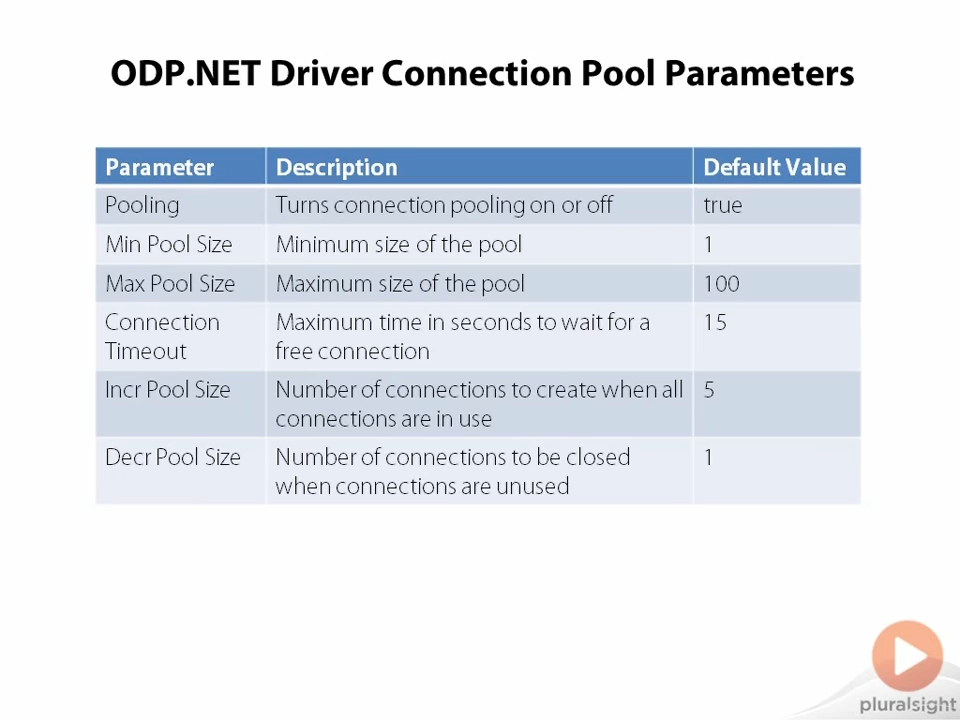 ODP.NET Driver Connection Pool Parameters
Parameter Description Default Value
Pooling Turns connection pooling on or off true
Min Pool Size Minimum size of the pool 1
Max Pool Size Maximum size of the pool 100
Connection Maximum time in seconds to wait for a 15
Timeout free connection
Incr Pool Size Number of connections to create when all 5
connections are in use
Decr Pool Size Number of connections to be closed 1
when connections are unused
pluralsight